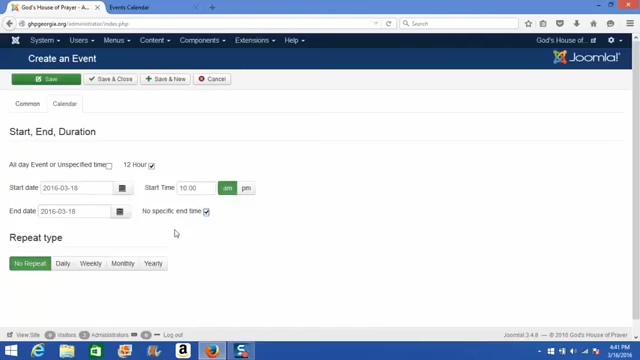 God's House of Prayer - A...
Events Calendar
ghpgeorgia.org/administrator/index.php
Search
System Users Menus Content Components Extensions Help God's House of...
Create an Event
Joomla!
Save
Save & Close
Save & New
Cancel
Common
Calendar
Start, End, Duration
All day Event or Unspecified time 12 Hour
Start date 2016-03-18 Start Time 10:00 am pm
End date 2016-03-18 No specific end time
Repeat type
No Repeat Daily Weekly Monthly Yearly
View Site 0 Visitors 1 Administrators 0 Log out
Joomla! 3.4.8 — © 2016 God's House of Prayer
4:41 PM
3/16/2016